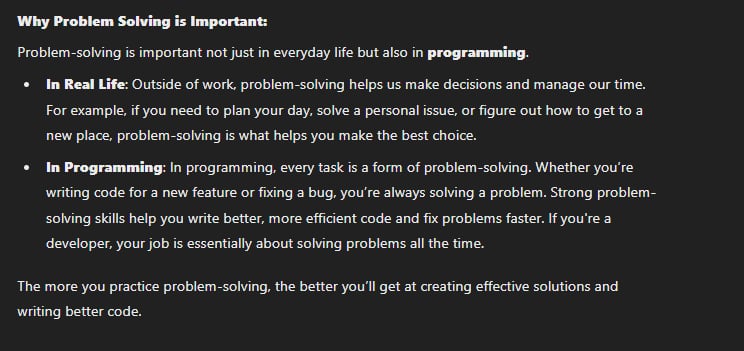 Why Problem Solving is Important:
Problem-solving is important not just in everyday life but also in programming.
• In Real Life: Outside of work, problem-solving helps us make decisions and manage our time.
For example, if you need to plan your day, solve a personal issue, or figure out how to get to a
new place, problem-solving is what helps you make the best choice.
• In Programming: In programming, every task is a form of problem-solving. Whether you’re
writing code for a new feature or fixing a bug, you’re always solving a problem. Strong problem-
solving skills help you write better, more efficient code and fix problems faster. If you're a
developer, your job is essentially about solving problems all the time.
The more you practice problem-solving, the better you’ll get at creating effective solutions and
writing better code.